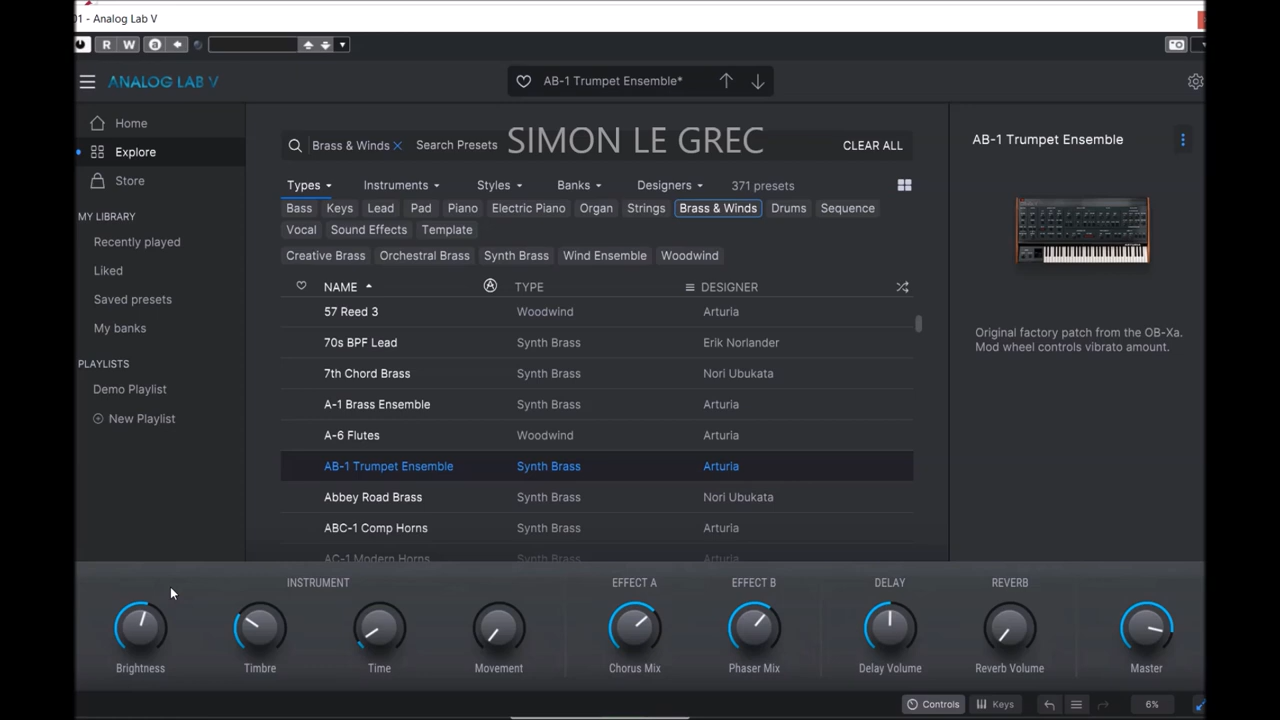 01 - Analog Lab V
R W
ANALOG LAB V
AB-1 Trumpet Ensemble*
Home
Explore
Store
MY LIBRARY
Recently played
Liked
Saved presets
My banks
PLAYLISTS
Demo Playlist
New Playlist
Brass & Winds
Search Presets
SIMON LE GREC
CLEAR ALL
Types Instruments Styles Banks Designers 371 presets
Bass Keys Lead Pad Piano Electric Piano Organ Strings Brass & Winds Drums Sequence
Vocal Sound Effects Template
Creative Brass Orchestral Brass Synth Brass Wind Ensemble Woodwind
NAME TYPE DESIGNER
57 Reed 3 Woodwind Arturia
70s BPF Lead Synth Brass Erik Norlander
7th Chord Brass Synth Brass Nori Ubukata
A-1 Brass Ensemble Synth Brass Arturia
A-6 Flutes Woodwind Arturia
AB-1 Trumpet Ensemble Synth Brass Arturia
Abbey Road Brass Synth Brass Nori Ubukata
ABC-1 Comp Horns Synth Brass Arturia
AC-1 Modern Horns Synth Brass Arturia
AB-1 Trumpet Ensemble
Original factory patch from the OB-Xa.
Mod wheel controls vibrato amount.
INSTRUMENT EFFECT A EFFECT B DELAY REVERB
Brightness Timbre Time Movement Chorus Mix Phaser Mix Delay Volume Reverb Volume Master
Controls Keys 6%